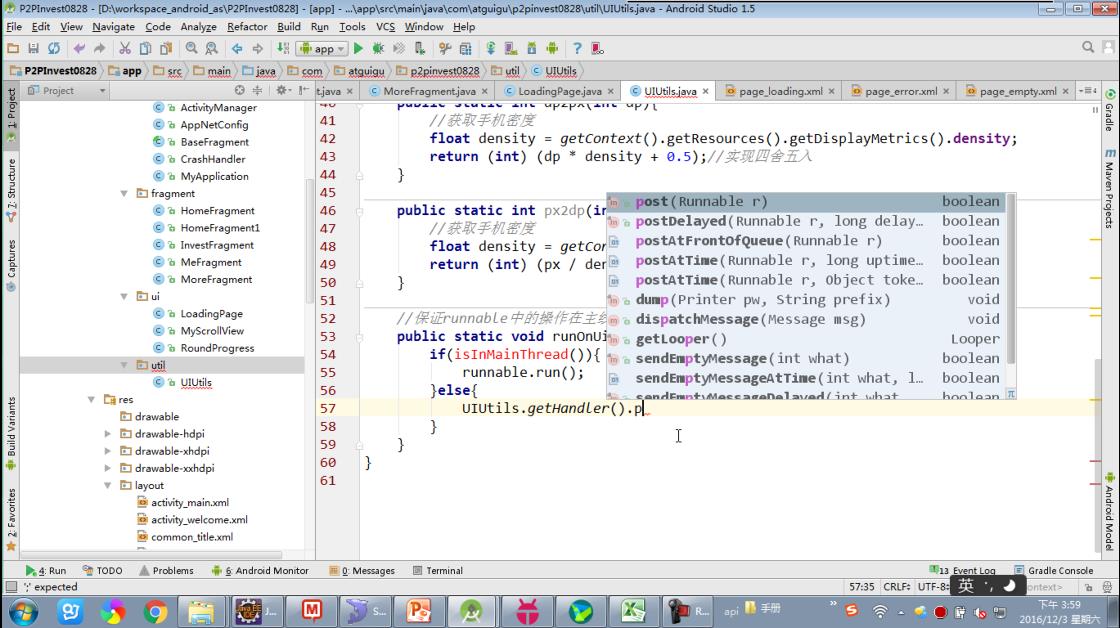 P2PInvest0828 - [D:\workspace_android_as\P2PInvest0828] - [app] - ...\app\src\main\java\com\atguigu\p2pinvest0828\util\UIUtils.java - Android Studio 1.5
File Edit View Navigate Code Analyze Refactor Build Run Tools VCS Window Help
app
P2PInvest0828 app src main java com atguigu p2pinvest0828 util UIUtils
Project t.java MoreFragment.java LoadingPage.java UIUtils.java page_loading.xml page_error.xml page_empty.xml
1: Project
7: Structure
Captures
Build Variants
2: Favorites
ActivityManager
AppNetConfig
BaseFragment
CrashHandler
MyApplication
fragment
HomeFragment
HomeFragment1
InvestFragment
MeFragment
MoreFragment
ui
LoadingPage
MyScrollView
RoundProgress
util
UIUtils
res
drawable
drawable-hdpi
drawable-xhdpi
drawable-xxhdpi
layout
activity_main.xml
activity_welcome.xml
common_title.xml
40 public static int dp2px(int dp){
41 //获取手机密度
42 float density = getContext().getResources().getDisplayMetrics().density;
43 return (int) (dp * density + 0.5);//实现四舍五入
44 }
45
46 public static int px2dp(in
47 //获取手机密度
48 float density = getCon
49 return (int) (px / den
50 }
51
52 //保证runnable中的操作在主线
53 public static void runOnUi
54 if(isInMainThread()){
55 runnable.run();
56 }else{
57 UIUtils.getHandler().p
58 }
59 }
60 }
61
post(Runnable r) boolean
postDelayed(Runnable r, long delay… boolean
postAtFrontOfQueue(Runnable r) boolean
postAtTime(Runnable r, long uptime… boolean
postAtTime(Runnable r, Object toke… boolean
dump(Printer pw, String prefix) void
dispatchMessage(Message msg) void
getLooper() Looper
sendEmptyMessage(int what) boolean
sendEmptyMessageAtTime(int what, l… boolean
sendEmptyMessageDelayed(int what boolean
Gradle
Maven Projects
Android Model
4: Run TODO Problems 6: Android Monitor 0: Messages Terminal 13 Event Log Gradle Console
';' expected 57:35 CRLF‡ UTF-8‡ 英 ontext>
J... S... R... api 手册 »
下午 3:59
2016/12/3 星期六